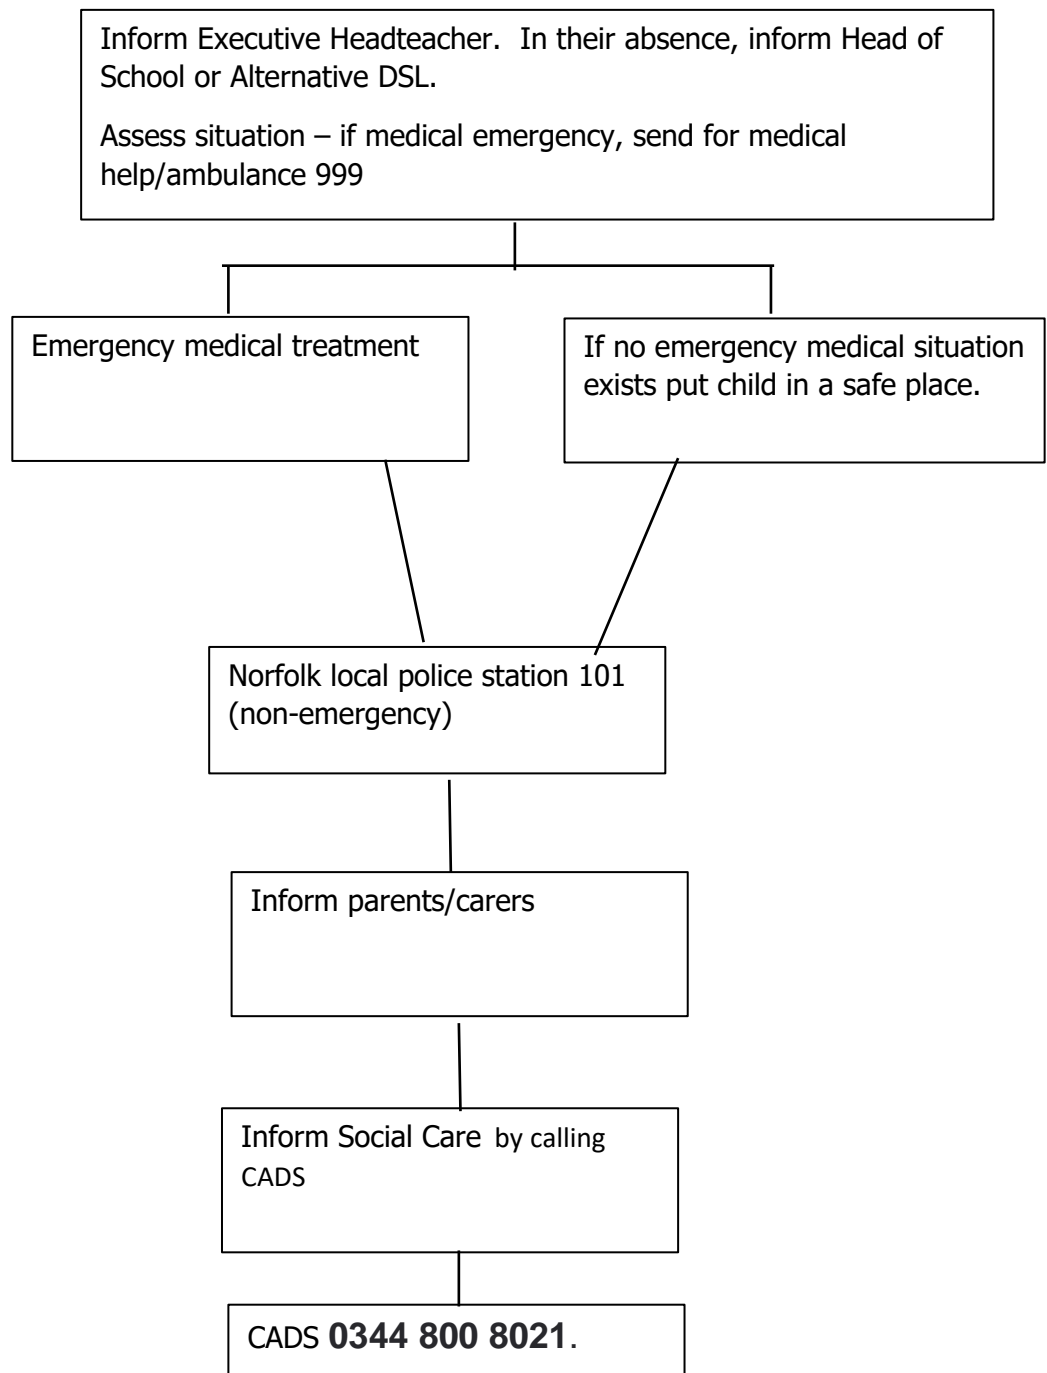 Inform Executive Headteacher.  In their absence, inform Head of
School or Alternative DSL.
Assess situation – if medical emergency, send for medical
help/ambulance 999
Emergency medical treatment
If no emergency medical situation
exists put child in a safe place.
Norfolk local police station 101
(non-emergency)
Inform parents/carers
Inform Social Care by calling
CADS
CADS 0344 800 8021.